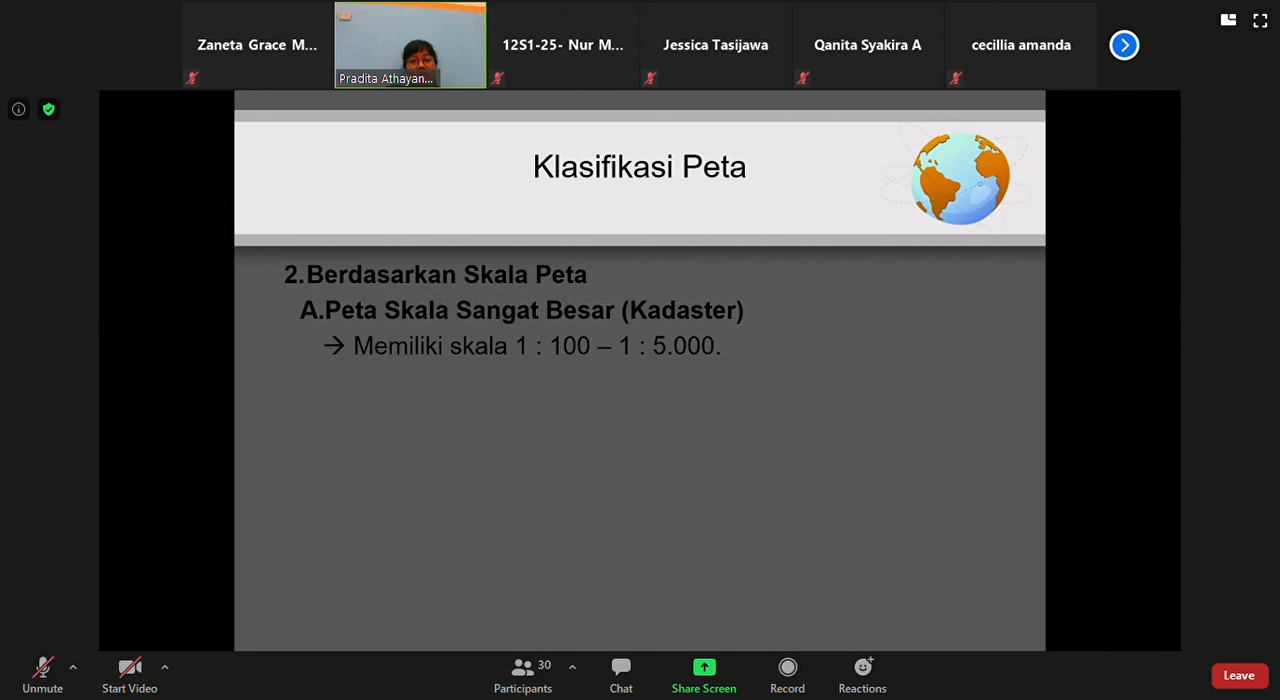 Zaneta Grace M...
Pradita Athayan...
12S1-25- Nur M...
Jessica Tasijawa
Qanita Syakira A
cecillia amanda
Klasifikasi Peta
2.Berdasarkan Skala Peta
A.Peta Skala Sangat Besar (Kadaster)
→ Memiliki skala 1 : 100 – 1 : 5.000.
Unmute
Start Video
30
Participants
Chat
Share Screen
Record
Reactions
Leave